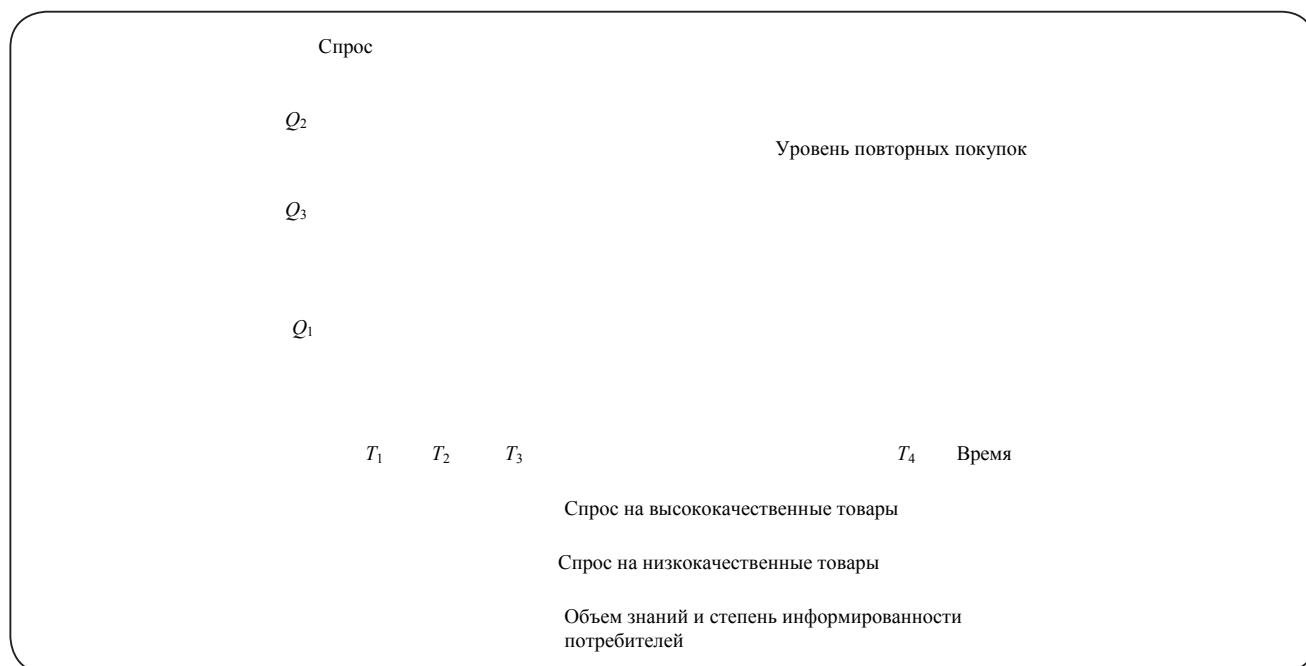 Спрос
Q2
Уровень повторных покупок
Q3
Q1
T1 T2 T3 T4 Время
Спрос на высококачественные товары
Спрос на низкокачественные товары
Объем знаний и степень информированности
потребителей